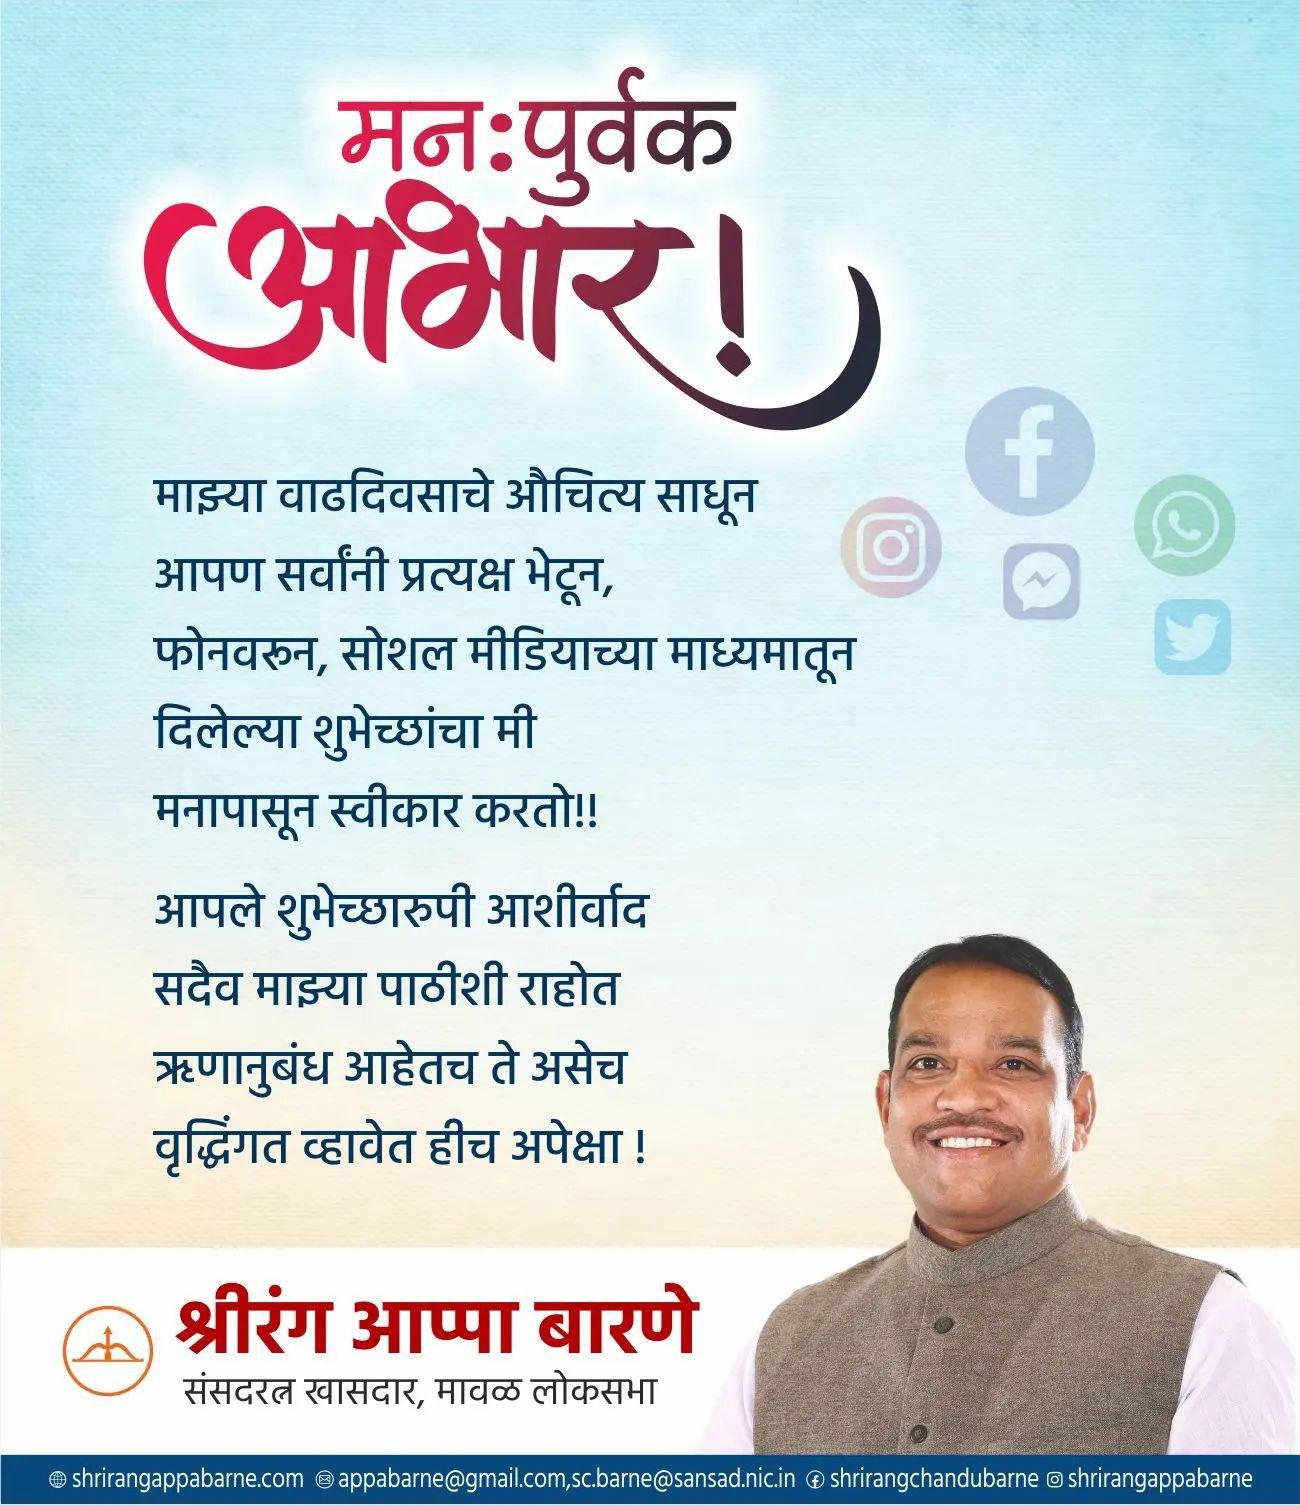 मन:पुर्वक
आभार!
माझ्या वाढदिवसाचे औचित्य साधून
आपण सर्वांनी प्रत्यक्ष भेटून,
फोनवरून, सोशल मीडियाच्या माध्यमातून
दिलेल्या शुभेच्छांचा मी
मनापासून स्वीकार करतो!!
आपले शुभेच्छारुपी आशीर्वाद
सदैव माझ्या पाठीशी राहोत
ऋणानुबंध आहेतच ते असेच
वृद्धिंगत व्हावेत हीच अपेक्षा !
श्रीरंग आप्पा बारणे
संसदरत्न खासदार, मावळ लोकसभा
shrirangappabarne.com appabarne@gmail.com,sc.barne@sansad.nic.in shrirangchandubarne shrirangappabarne